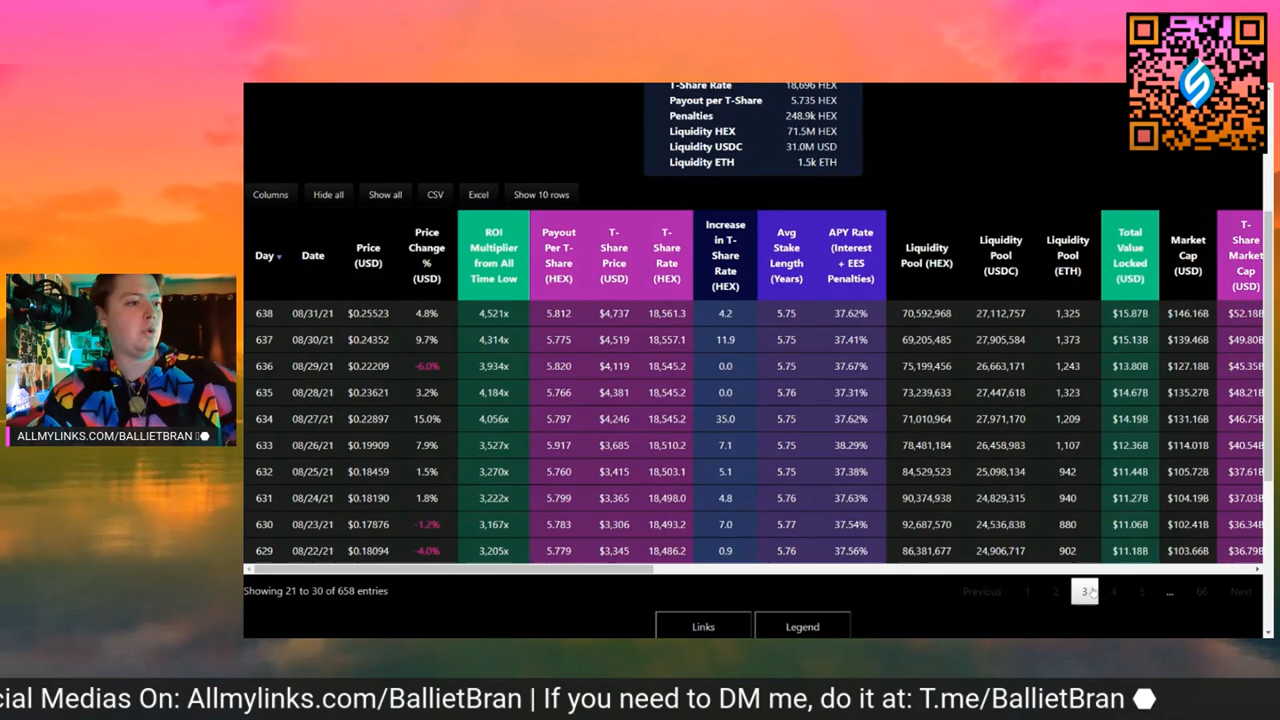 T-Share Rate 18,696 HEX
Payout per T-Share 5.735 HEX
Penalties 248.9k HEX
Liquidity HEX 71.5M HEX
Liquidity USDC 31.0M USD
Liquidity ETH 1.5k ETH
Columns Hide all Show all CSV Excel Show 10 rows
Day Date Price (USD) Price Change % (USD) ROI Multiplier from All Time Low Payout Per T-Share (HEX) T-Share Price (USD) T-Share Rate (HEX) Increase in T-Share Rate (HEX) Avg Stake Length (Years) APY Rate (Interest + EES Penalties) Liquidity Pool (HEX) Liquidity Pool (USDC) Liquidity Pool (ETH) Total Value Locked (USD) Market Cap (USD) T-Share Market Cap (USD)
638 08/31/21 $0.25523 4.8% 4,521x 5.812 $4,737 18,561.3 4.2 5.75 37.62% 70,592,968 27,112,757 1,325 $15.87B $146.16B $52.18B
637 08/30/21 $0.24352 9.7% 4,314x 5.775 $4,519 18,557.1 11.9 5.75 37.41% 69,205,485 27,905,584 1,373 $15.13B $139.46B $49.80B
636 08/29/21 $0.22209 -6.0% 3,934x 5.820 $4,119 18,545.2 0.0 5.75 37.67% 75,199,456 26,663,171 1,243 $13.80B $127.18B $45.35B
635 08/28/21 $0.23621 3.2% 4,184x 5.766 $4,381 18,545.2 0.0 5.75 37.31% 73,239,633 27,447,618 1,323 $14.67B $135.27B $48.21B
634 08/27/21 $0.22897 15.0% 4,056x 5.797 $4,246 18,545.2 35.0 5.75 37.62% 71,010,964 27,971,170 1,209 $14.19B $131.16B $46.75B
633 08/26/21 $0.19909 7.9% 3,527x 5.917 $3,685 18,510.2 7.1 5.75 38.29% 78,481,184 26,458,983 1,107 $12.36B $114.01B $40.54B
632 08/25/21 $0.18459 1.5% 3,270x 5.760 $3,415 18,503.1 5.1 5.75 37.38% 84,529,523 25,098,134 942 $11.44B $105.72B $37.61B
631 08/24/21 $0.18190 1.8% 3,222x 5.799 $3,365 18,498.0 4.8 5.76 37.63% 90,374,938 24,829,315 940 $11.27B $104.19B $37.03B
630 08/23/21 $0.17876 -1.2% 3,167x 5.783 $3,306 18,493.2 7.0 5.77 37.54% 92,687,570 24,536,838 880 $11.06B $102.41B $36.34B
629 08/22/21 $0.18094 -4.0% 3,205x 5.779 $3,345 18,486.2 0.9 5.76 37.56% 86,381,677 24,906,717 902 $11.18B $103.66B $36.79B
Showing 21 to 30 of 658 entries
Previous 1 2 3 4 5 ... 66 Next
Links Legend
ALLMYLINKS.COM/BALLIETBRAN
cial Medias On: Allmylinks.com/BallietBran | If you need to DM me, do it at: T.me/BallietBran